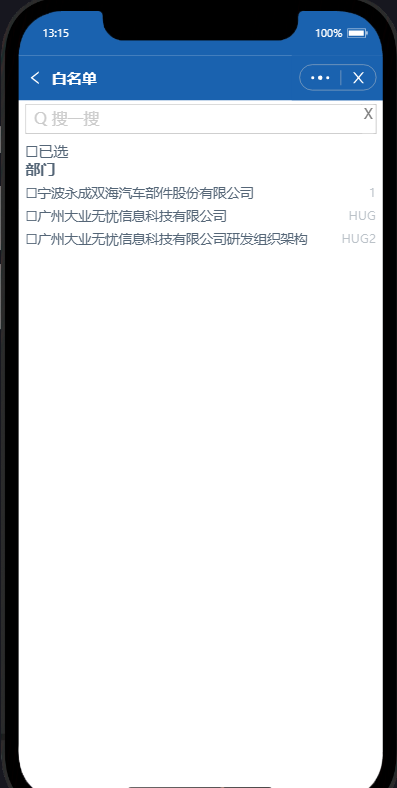 13:15 100%
白名单
Q 搜一搜 X
□已选
部门
□宁波永成双海汽车部件股份有限公司 1
□广州大业无忧信息科技有限公司 HUG
□广州大业无忧信息科技有限公司研发组织架构 HUG2